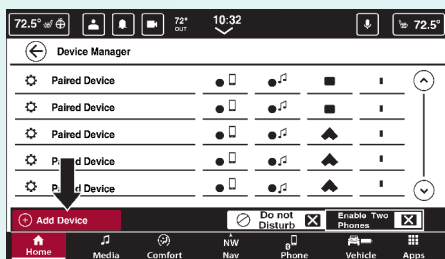 72.5° 72° OUT 10:32 72.5°
Device Manager
Paired Device
Paired Device
Paired Device
Paired Device
Paired Device
Add Device Do not Disturb Enable Two Phones
Home Media Comfort NW Nav Phone Vehicle Apps